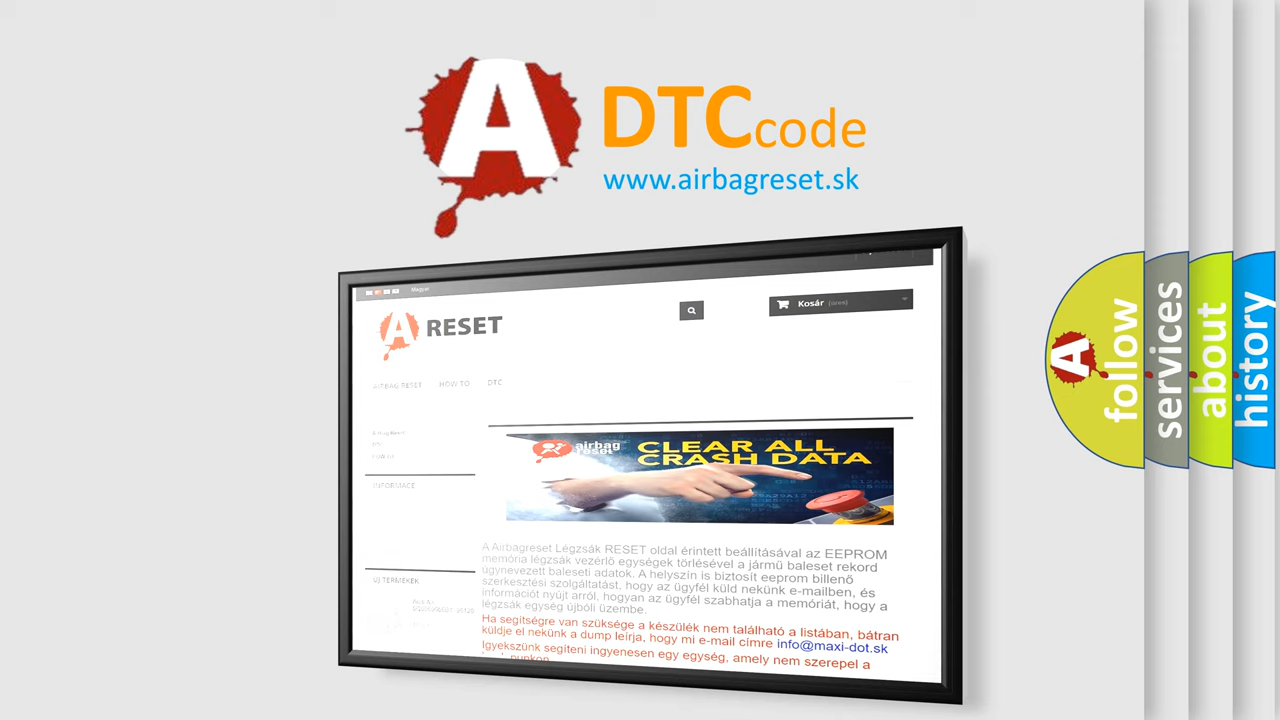 A DTC code
www.airbagreset.sk
Magyar
A RESET
Kosár (üres)
AIRBAG RESET HOW TO DTC
INFORMACE
ÚJ TERMÉKEK
airbag
reset
CLEAR ALL
CRASH DATA
A Airbagreset Légzsák RESET oldal érintett beállításával az EEPROM
memória légzsák vezérlő egységek törlésével a jármű baleset rekord
úgynevezett baleseti adatok, A helyszín is biztosít eeprom billenő
szerkesztési szolgáltatást, hogy az ügyfél küld nekünk e-mailben, és
információt nyújt arról, hogyan az ügyfél szabhatja a memóriát, hogy a
légzsák egység újbóli üzembe.
Ha segítségre van szüksége a készülék nem található a listában, bátran
küldje el nekünk a dump leírja, hogy mi e-mail címre info@maxi-dot.sk
Igyekszünk segíteni ingyenesen egy egység, amely nem szerepel a
A follow
services
about
history